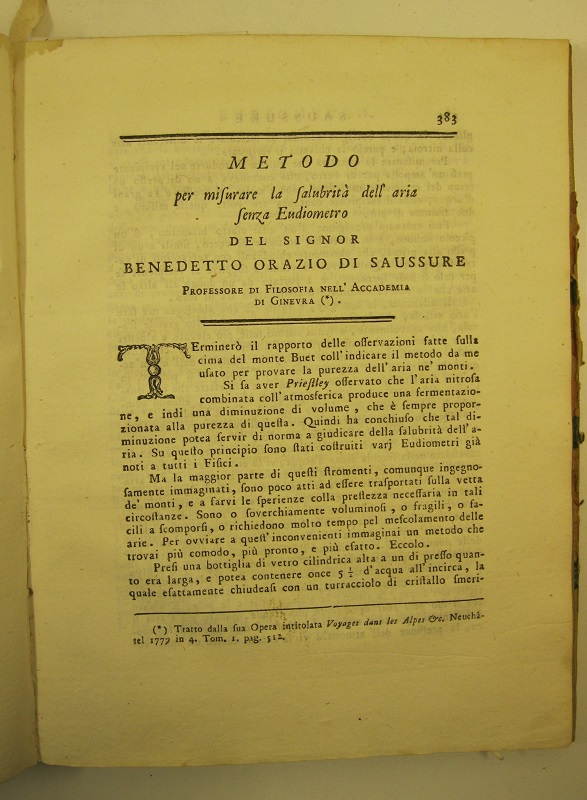 383
METODO
per miſurare la ſalubrità dell' aria
ſenza Eudiometro
DEL SIGNOR
BENEDETTO ORAZIO DI SAUSSURE
PROFESSORE DI FILOSOFIA NELL' ACCADEMIA
DI GINEVRA (*).
TErminerò il rapporto delle oſſervazioni fatte ſulla
cima del monte Buet coll' indicare il metodo da me
uſato per provare la purezza dell' aria ne' monti.
Si ſa aver Prieſtley oſſervato che l' aria nitroſa
combinata coll' atmosferica produce una fermentazio-
ne, e indi una diminuzione di volume, che è ſempre propor-
zionata alla purezza di queſta. Quindi ha conchiuſo che tal di-
minuzione potea ſervir di norma a giudicare della ſalubrità dell' a-
ria. Su queſto principio ſono ſtati coſtruiti varj Eudiometri già
noti a tutti i Fiſici.
Ma la maggior parte di queſti ſtromenti, comunque ingegno-
ſamente immaginati, ſono poco atti ad eſſere traſportati ſulla vetta
de' monti, e a farvi le ſperienze colla preſtezza neceſſaria in tali
circoſtanze. Sono o ſoverchiamente voluminoſi, o fragili, o fa-
cili a ſcomporſi, o richiedono molto tempo pel meſcolamento delle
arie. Per ovviare a queſt' inconvenienti immaginai un metodo che
trovai più comodo, più pronto, e più eſatto. Eccolo.
Preſi una bottiglia di vetro cilindrica alta a un di preſſo quan-
to era larga, e potea contenere once 5 ½ d' acqua all' incirca, la
quale eſattamente chiudeaſi con un turracciolo di criſtallo ſmeri-
(*) Tratto dalla ſua Opera intitolata Voyages dans les Alpes &c. Neuchâ-
tel 1779 in 4. Tom. 1. pag. 512.